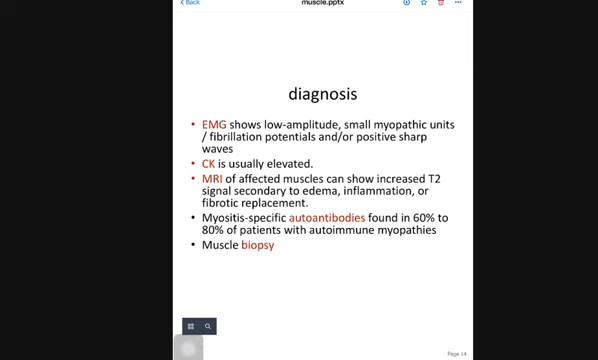 Back
muscle.pptx
diagnosis
• EMG shows low-amplitude, small myopathic units
/ fibrillation potentials and/or positive sharp
waves
• CK is usually elevated.
• MRI of affected muscles can show increased T2
signal secondary to edema, inflammation, or
fibrotic replacement.
• Myositis-specific autoantibodies found in 60% to
80% of patients with autoimmune myopathies
• Muscle biopsy
Page 14